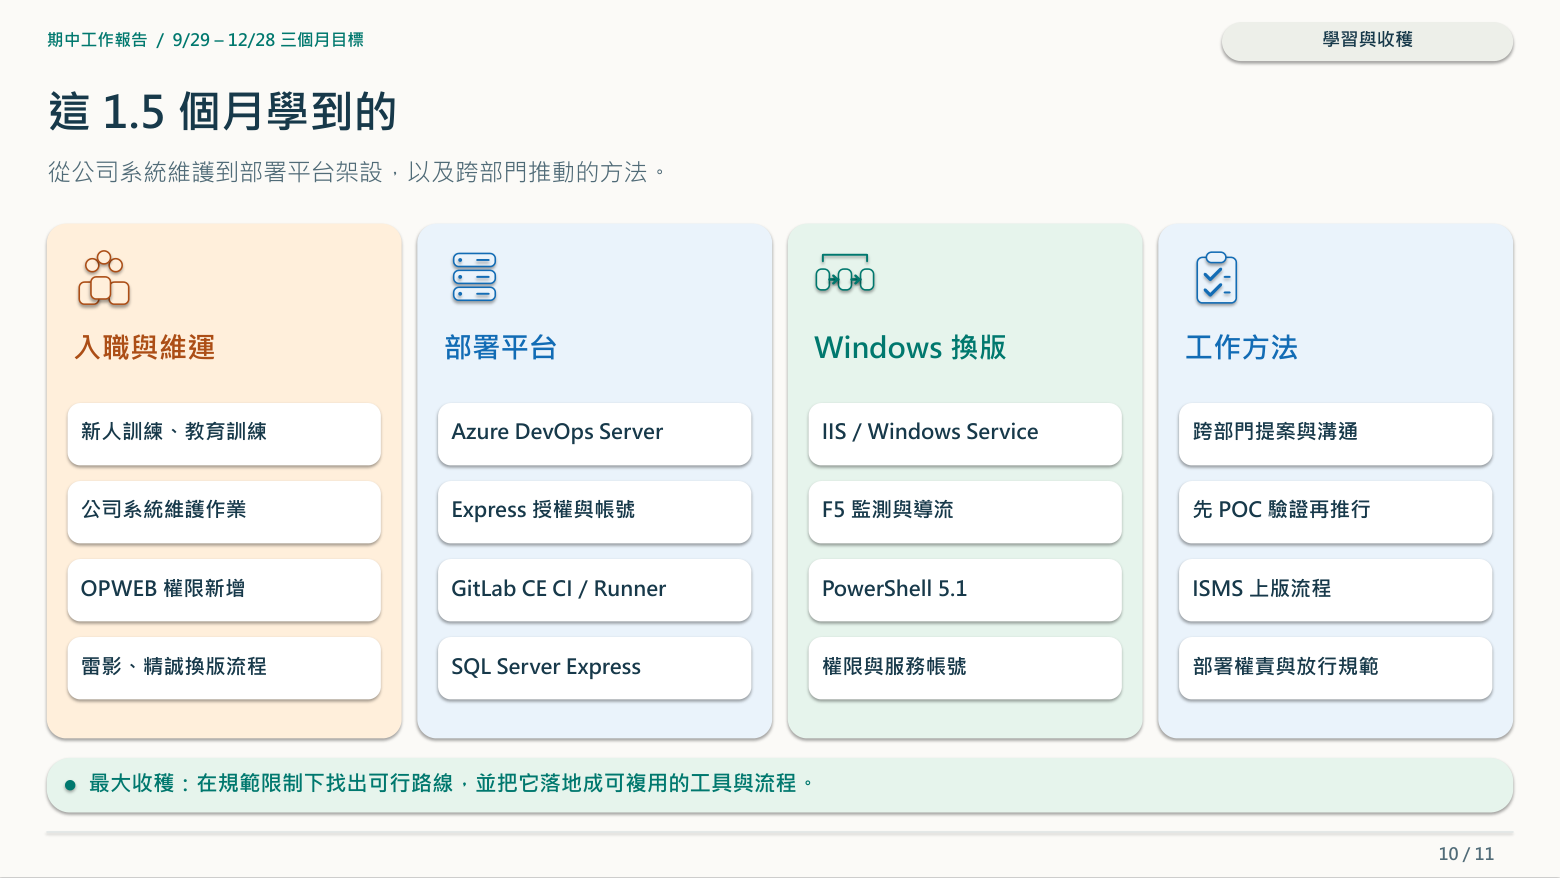 期中工作報告 / 9/29 – 12/28 三個月目標
學習與收穫
這 1.5 個月學到的
從公司系統維護到部署平台架設，以及跨部門推動的方法。
入職與維運
新人訓練、教育訓練
公司系統維護作業
OPWEB 權限新增
雷影、精誠換版流程
部署平台
Azure DevOps Server
Express 授權與帳號
GitLab CE CI / Runner
SQL Server Express
Windows 換版
IIS / Windows Service
F5 監測與導流
PowerShell 5.1
權限與服務帳號
工作方法
跨部門提案與溝通
先 POC 驗證再推行
ISMS 上版流程
部署權責與放行規範
最大收穫：在規範限制下找出可行路線，並把它落地成可複用的工具與流程。
10 / 11